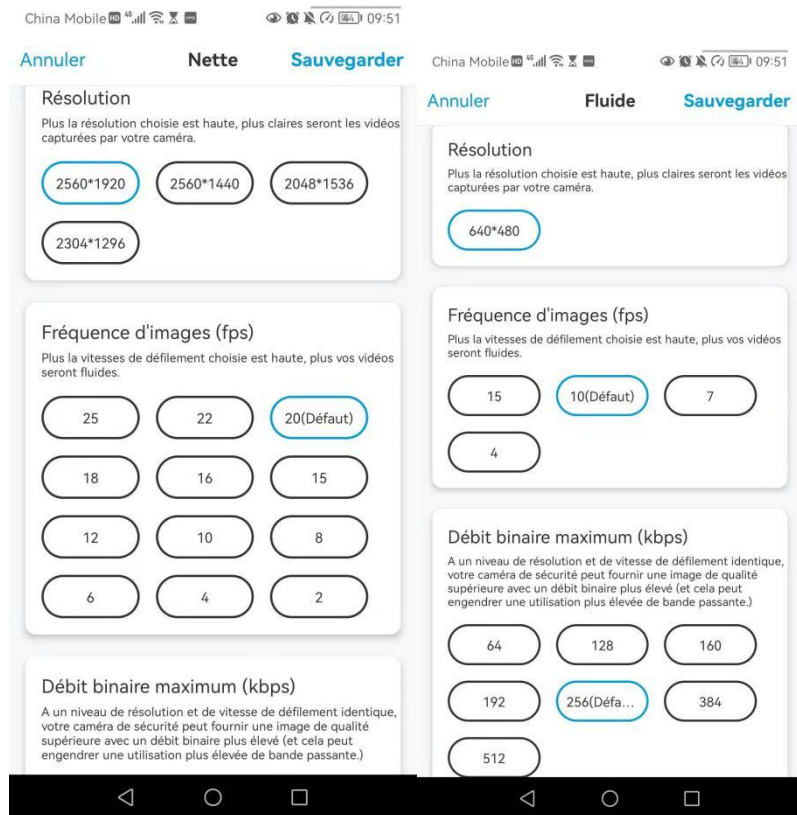 China Mobile HD 4G 09:51
Annuler Nette Sauvegarder
Résolution
Plus la résolution choisie est haute, plus claires seront les vidéos
capturées par votre caméra.
2560*1920 2560*1440 2048*1536
2304*1296
Fréquence d'images (fps)
Plus la vitesses de défilement choisie est haute, plus vos vidéos
seront fluides.
25 22 20(Défaut)
18 16 15
12 10 8
6 4 2
Débit binaire maximum (kbps)
A un niveau de résolution et de vitesse de défilement identique,
votre caméra de sécurité peut fournir une image de qualité
supérieure avec un débit binaire plus élevé (et cela peut
engendrer une utilisation plus élevée de bande passante.)
China Mobile HD 4G 09:51
Annuler Fluide Sauvegarder
Résolution
Plus la résolution choisie est haute, plus claires seront les vidéos
capturées par votre caméra.
640*480
Fréquence d'images (fps)
Plus la vitesses de défilement choisie est haute, plus vos vidéos
seront fluides.
15 10(Défaut) 7
4
Débit binaire maximum (kbps)
A un niveau de résolution et de vitesse de défilement identique,
votre caméra de sécurité peut fournir une image de qualité
supérieure avec un débit binaire plus élevé (et cela peut
engendrer une utilisation plus élevée de bande passante.)
64 128 160
192 256(Défa... 384
512